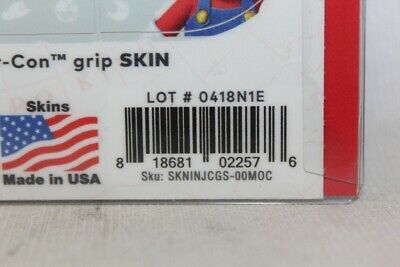 -Con™ grip SKIN
LOT # 0418N1E
Skins
Made in USA
8 18681 02257 6
Sku: SKNINJCGS-00MOC